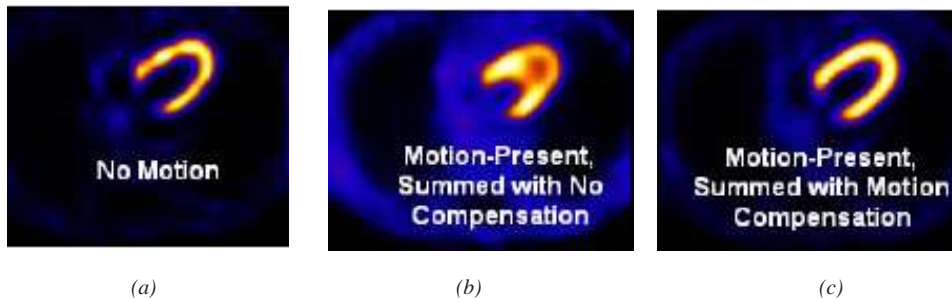 No Motion
Motion-Present,
Summed with No
Compensation
Motion-Present,
Summed with Motion
Compensation
(a)
(b)
(c)